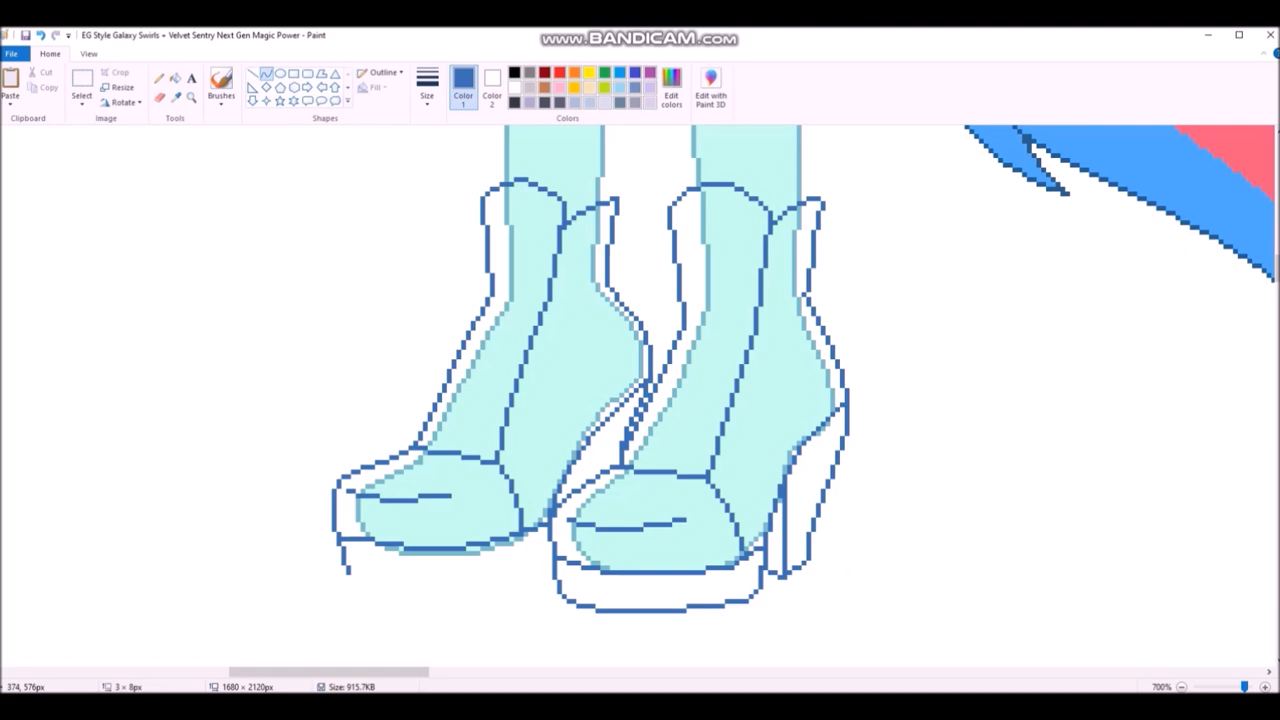 EG Style Galaxy Swirls + Velvet Sentry Next Gen Magic Power - Paint
www.BANDICAM.com
File Home View
Paste
Cut
Copy
Clipboard
Select
Crop
Resize
Rotate
Image
Tools
Brushes
Shapes
Outline
Fill
Size
Color 1
Color 2
Colors
Edit colors
Edit with Paint 3D
374, 576px 3 × 8px 1680 × 2120px Size: 915.7KB 700%